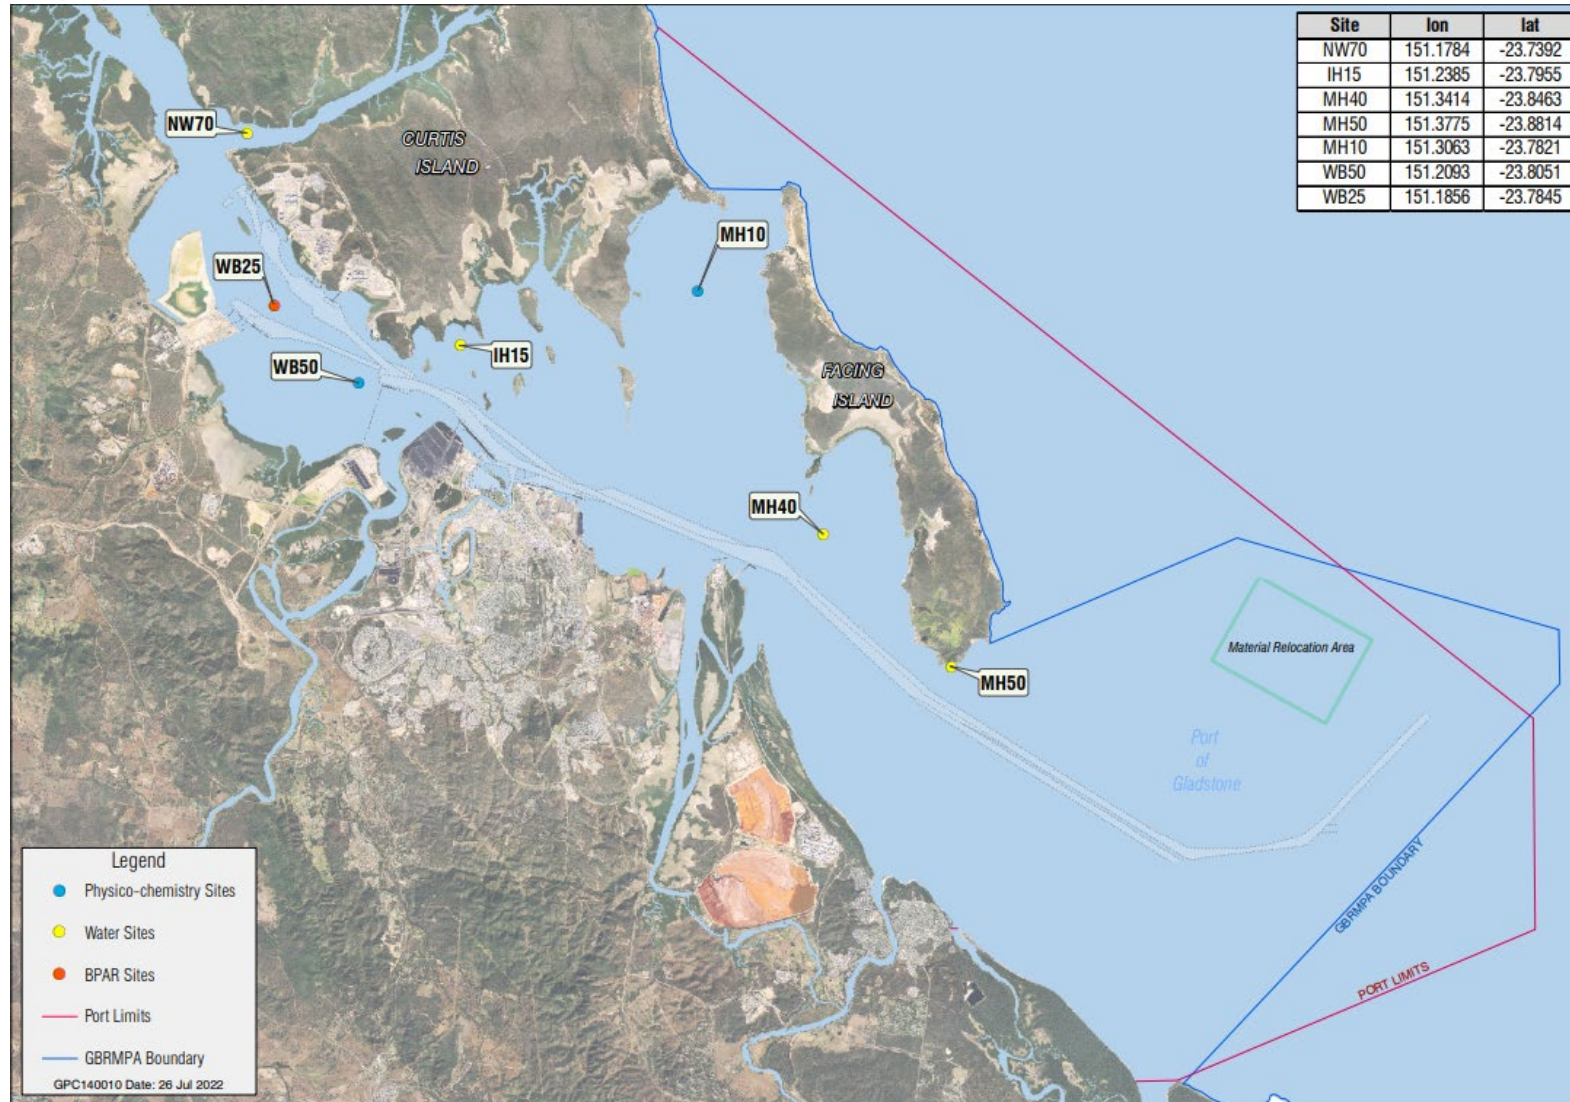 Site lon lat
NW70 151.1784 -23.7392
IH15 151.2385 -23.7955
MH40 151.3414 -23.8463
MH50 151.3775 -23.8814
MH10 151.3063 -23.7821
WB50 151.2093 -23.8051
WB25 151.1856 -23.7845
NW70
CURTIS
ISLAND
MH10
WB25
IH15
WB50
FACING
ISLAND
MH40
Material Relocation Area
MH50
Port
of
Gladstone
GBRMPA BOUNDARY
PORT LIMITS
Legend
Physico-chemistry Sites
Water Sites
BPAR Sites
Port Limits
GBRMPA Boundary
GPC140010 Date: 26 Jul 2022